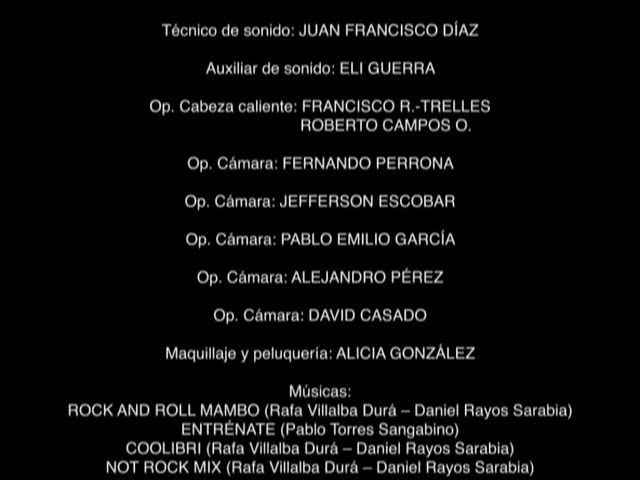 Técnico de sonido: JUAN FRANCISCO DÍAZ
Auxiliar de sonido: ELI GUERRA
Op. Cabeza caliente: FRANCISCO R.-TRELLES
ROBERTO CAMPOS O.
Op. Cámara: FERNANDO PERRONA
Op. Cámara: JEFFERSON ESCOBAR
Op. Cámara: PABLO EMILIO GARCÍA
Op. Cámara: ALEJANDRO PÉREZ
Op. Cámara: DAVID CASADO
Maquillaje y peluquería: ALICIA GONZÁLEZ
Músicas:
ROCK AND ROLL MAMBO (Rafa Villalba Durá – Daniel Rayos Sarabia)
ENTRÉNATE (Pablo Torres Sangabino)
COOLIBRI (Rafa Villalba Durá – Daniel Rayos Sarabia)
NOT ROCK MIX (Rafa Villalba Durá – Daniel Rayos Sarabia)